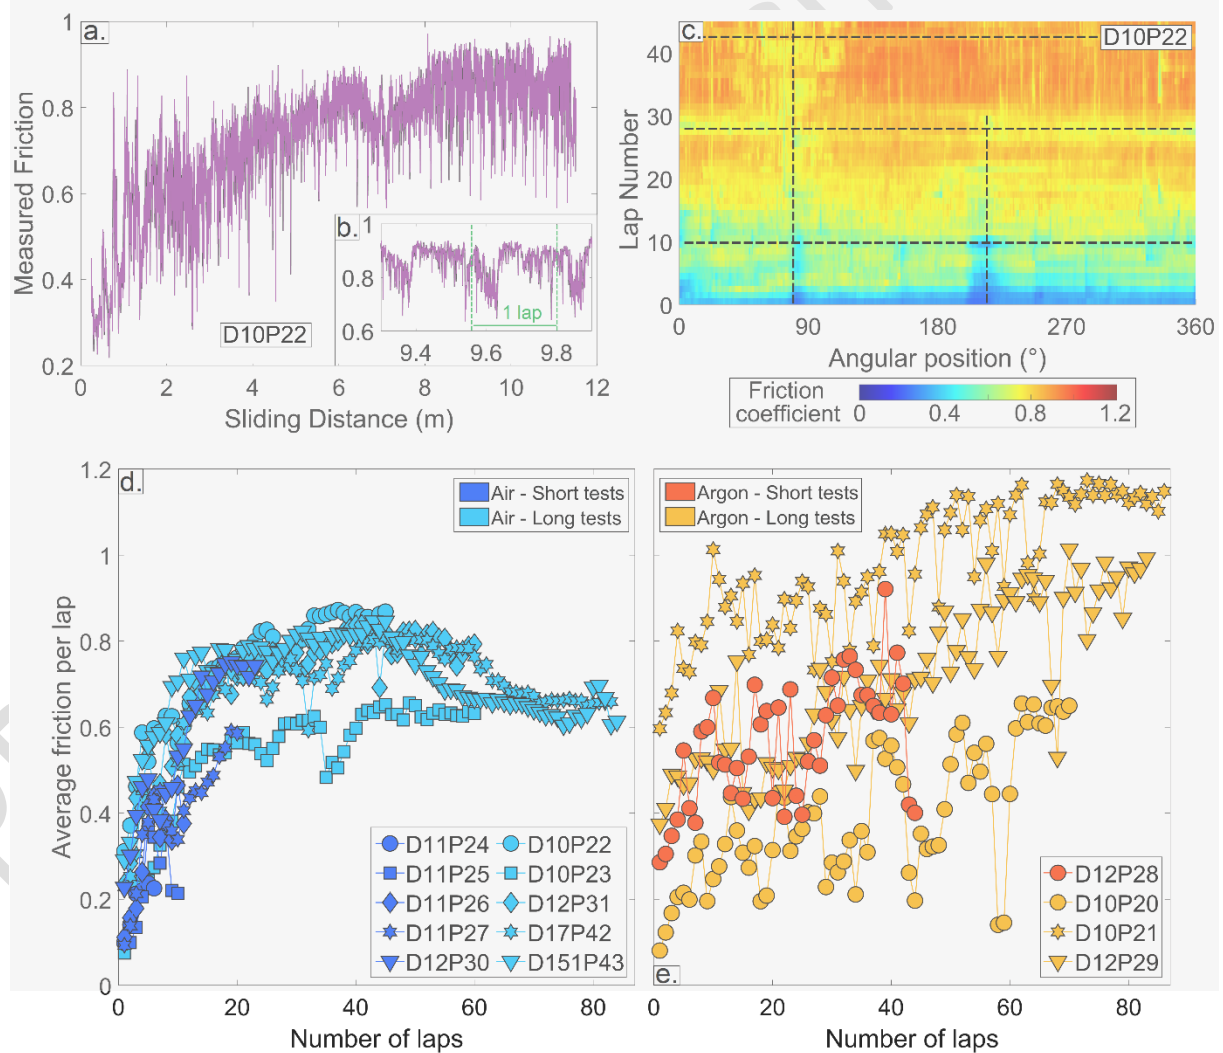 a.
1
0.8
0.6
0.4
0.2
Measured Friction
0 2 4 6 8 10 12
Sliding Distance (m)
D10P22
b.
1
0.8
0.6
9.4 9.6 9.8
1 lap
c.
D10P22
40
30
20
10
0
Lap Number
0 90 180 270 360
Angular position (°)
Friction
coefficient
0 0.4 0.8 1.2
d.
1.2
1
0.8
0.6
0.4
0.2
0
Average friction per lap
Air - Short tests
Air - Long tests
D11P24
D11P25
D11P26
D11P27
D12P30
D10P22
D10P23
D12P31
D17P42
D151P43
0 20 40 60 80
Number of laps
Argon - Short tests
Argon - Long tests
D12P28
D10P20
D10P21
D12P29
e.
0 20 40 60 80
Number of laps